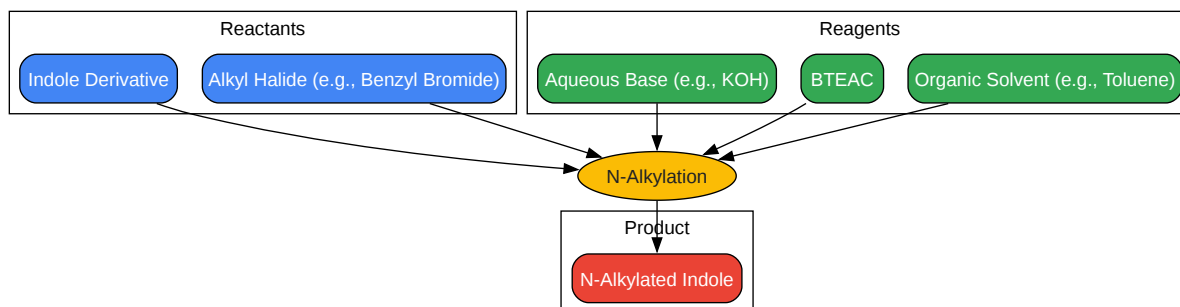 Reactants
Reagents
Indole Derivative
Alkyl Halide (e.g., Benzyl Bromide)
Aqueous Base (e.g., KOH)
BTEAC
Organic Solvent (e.g., Toluene)
N-Alkylation
Product
N-Alkylated Indole